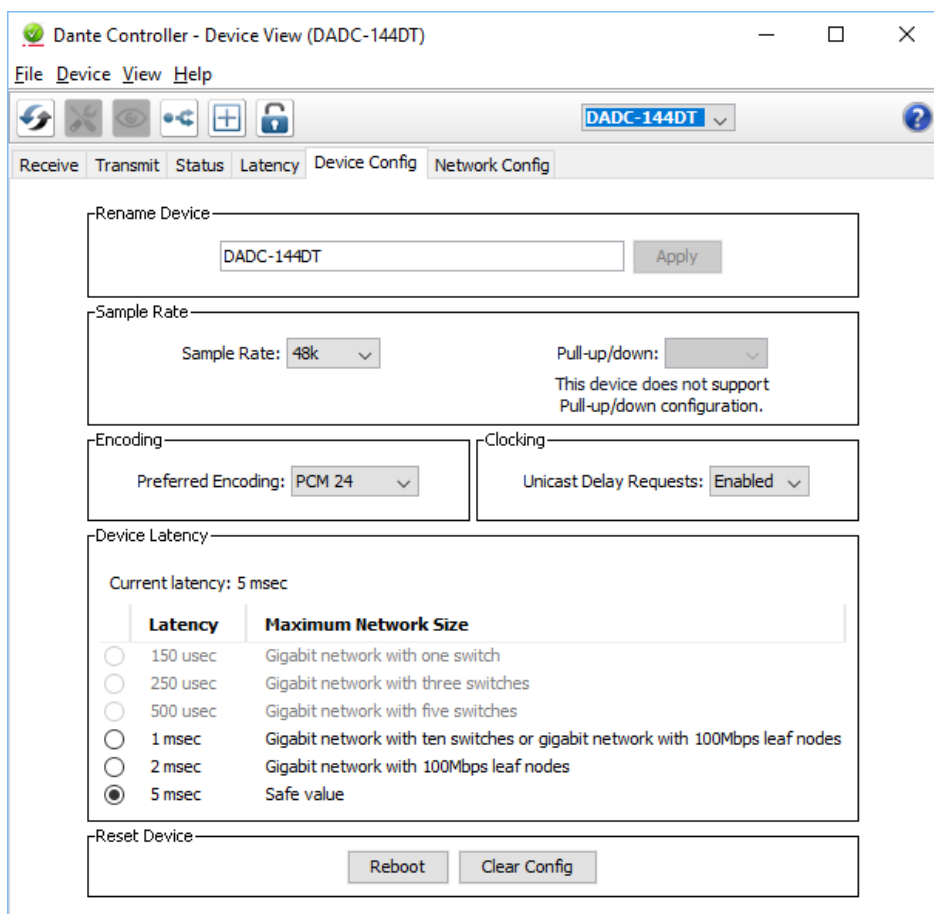 Dante Controller - Device View (DADC-144DT)
File Device View Help
DADC-144DT
Receive Transmit Status Latency Device Config Network Config
Rename Device
DADC-144DT Apply
Sample Rate
Sample Rate: 48k Pull-up/down:
This device does not support
Pull-up/down configuration.
Encoding Clocking
Preferred Encoding: PCM 24 Unicast Delay Requests: Enabled
Device Latency
Current latency: 5 msec
Latency Maximum Network Size
150 usec Gigabit network with one switch
250 usec Gigabit network with three switches
500 usec Gigabit network with five switches
1 msec Gigabit network with ten switches or gigabit network with 100Mbps leaf nodes
2 msec Gigabit network with 100Mbps leaf nodes
5 msec Safe value
Reset Device
Reboot Clear Config